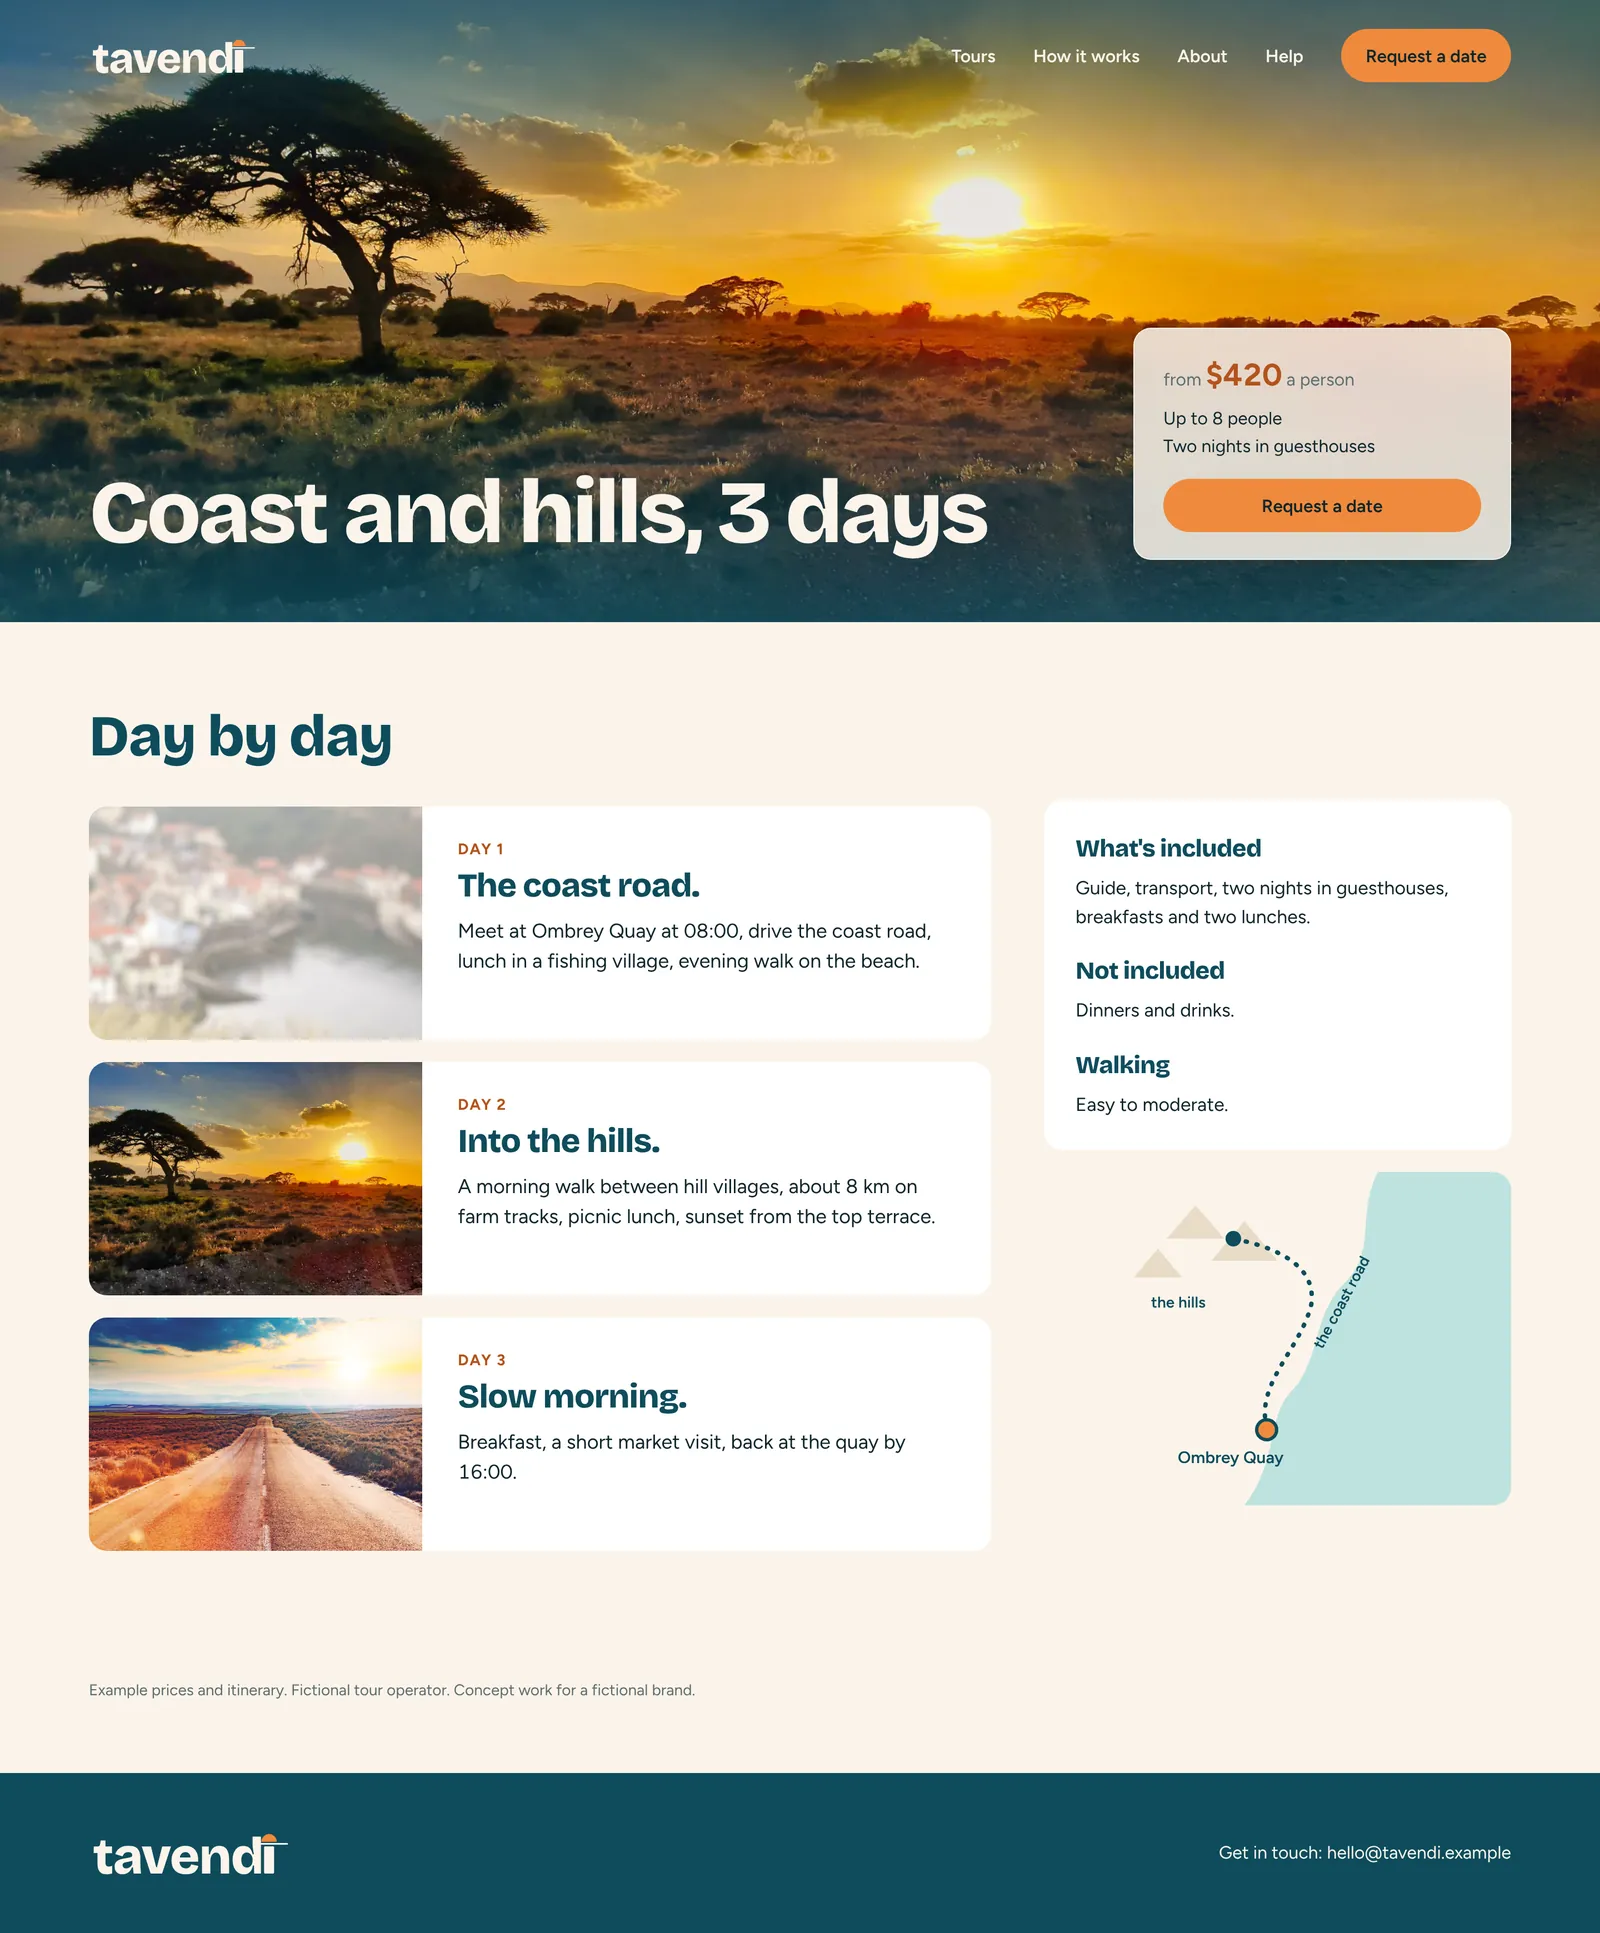 tavendi
Tours How it works About Help Request a date
from $420 a person
Up to 8 people
Two nights in guesthouses
Request a date
Coast and hills, 3 days
Day by day
DAY 1
The coast road.
Meet at Ombrey Quay at 08:00, drive the coast road,
lunch in a fishing village, evening walk on the beach.
DAY 2
Into the hills.
A morning walk between hill villages, about 8 km on
farm tracks, picnic lunch, sunset from the top terrace.
DAY 3
Slow morning.
Breakfast, a short market visit, back at the quay by
16:00.
What's included
Guide, transport, two nights in guesthouses,
breakfasts and two lunches.
Not included
Dinners and drinks.
Walking
Easy to moderate.
the hills
the coast road
Ombrey Quay
Example prices and itinerary. Fictional tour operator. Concept work for a fictional brand.
tavendi
Get in touch: hello@tavendi.example